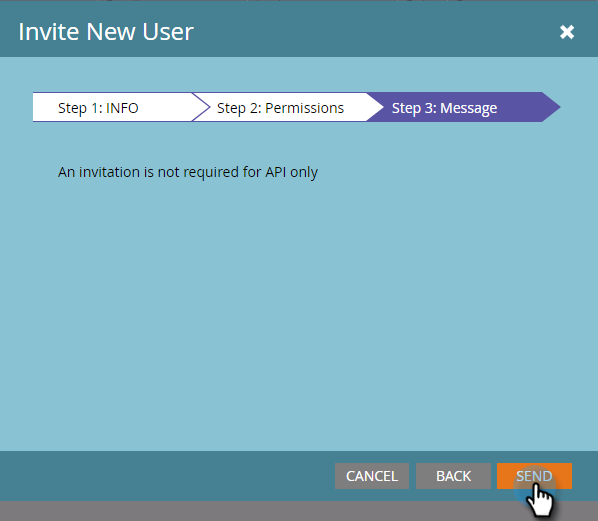 Invite New User
Step 1: INFO
Step 2: Permissions
Step 3: Message
An invitation is not required for API only
CANCEL
BACK
SEND